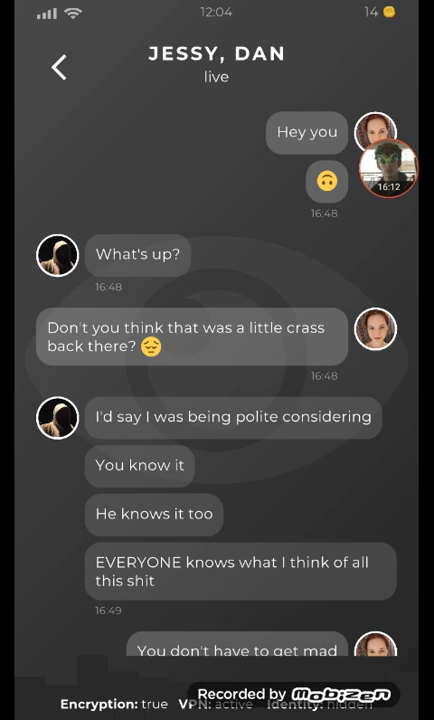 12:04
14
JESSY, DAN
live
Hey you
16:12
16:48
What's up?
16:48
Don't you think that was a little crass
back there?
16:48
I'd say I was being polite considering
You know it
He knows it too
EVERYONE knows what I think of all
this shit
16:49
You don't have to get mad
Recorded by Mobizen
Encryption: true VPN: active Identity: hidden